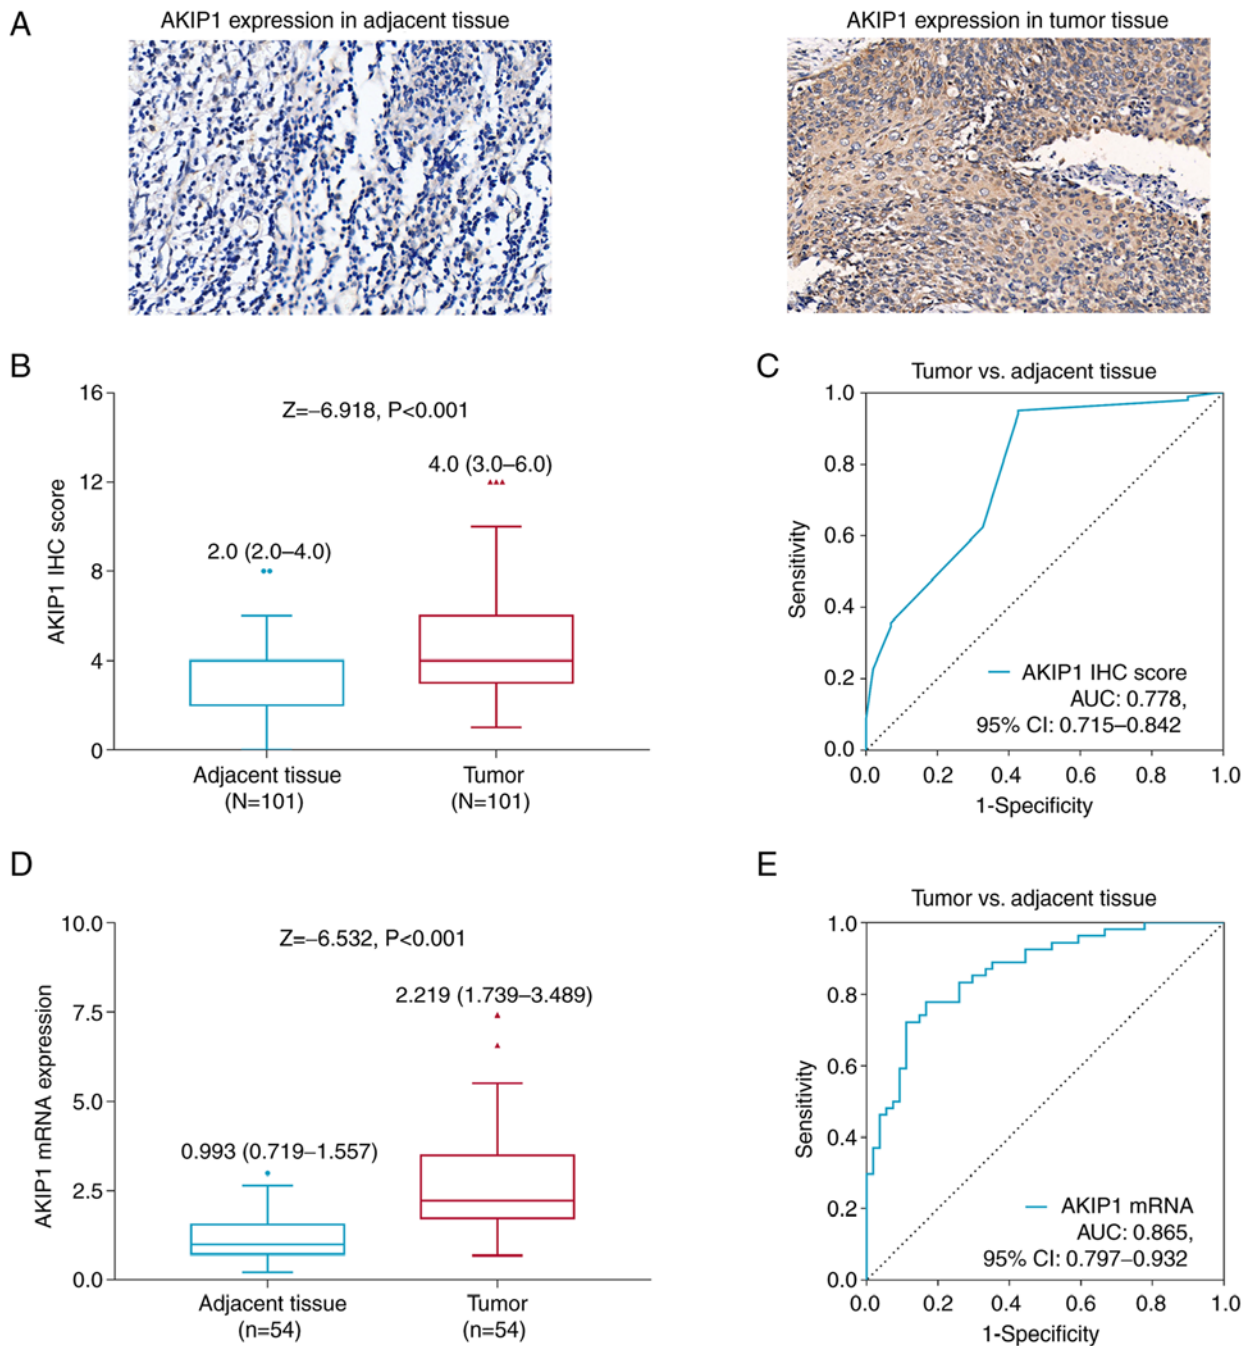 A
AKIP1 expression in adjacent tissue
AKIP1 expression in tumor tissue
B
AKIP1 IHC score
16
12
8
4
0
Z=–6.918, P<0.001
2.0 (2.0–4.0)
4.0 (3.0–6.0)
Adjacent tissue
(N=101)
Tumor
(N=101)
C
Tumor vs. adjacent tissue
Sensitivity
1.0
0.8
0.6
0.4
0.2
0.0
AKIP1 IHC score
AUC: 0.778,
95% CI: 0.715–0.842
0.0 0.2 0.4 0.6 0.8 1.0
1-Specificity
D
AKIP1 mRNA expression
10.0
7.5
5.0
2.5
0.0
Z=–6.532, P<0.001
0.993 (0.719–1.557)
2.219 (1.739–3.489)
Adjacent tissue
(n=54)
Tumor
(n=54)
E
Tumor vs. adjacent tissue
Sensitivity
1.0
0.8
0.6
0.4
0.2
0.0
AKIP1 mRNA
AUC: 0.865,
95% CI: 0.797–0.932
0.0 0.2 0.4 0.6 0.8 1.0
1-Specificity